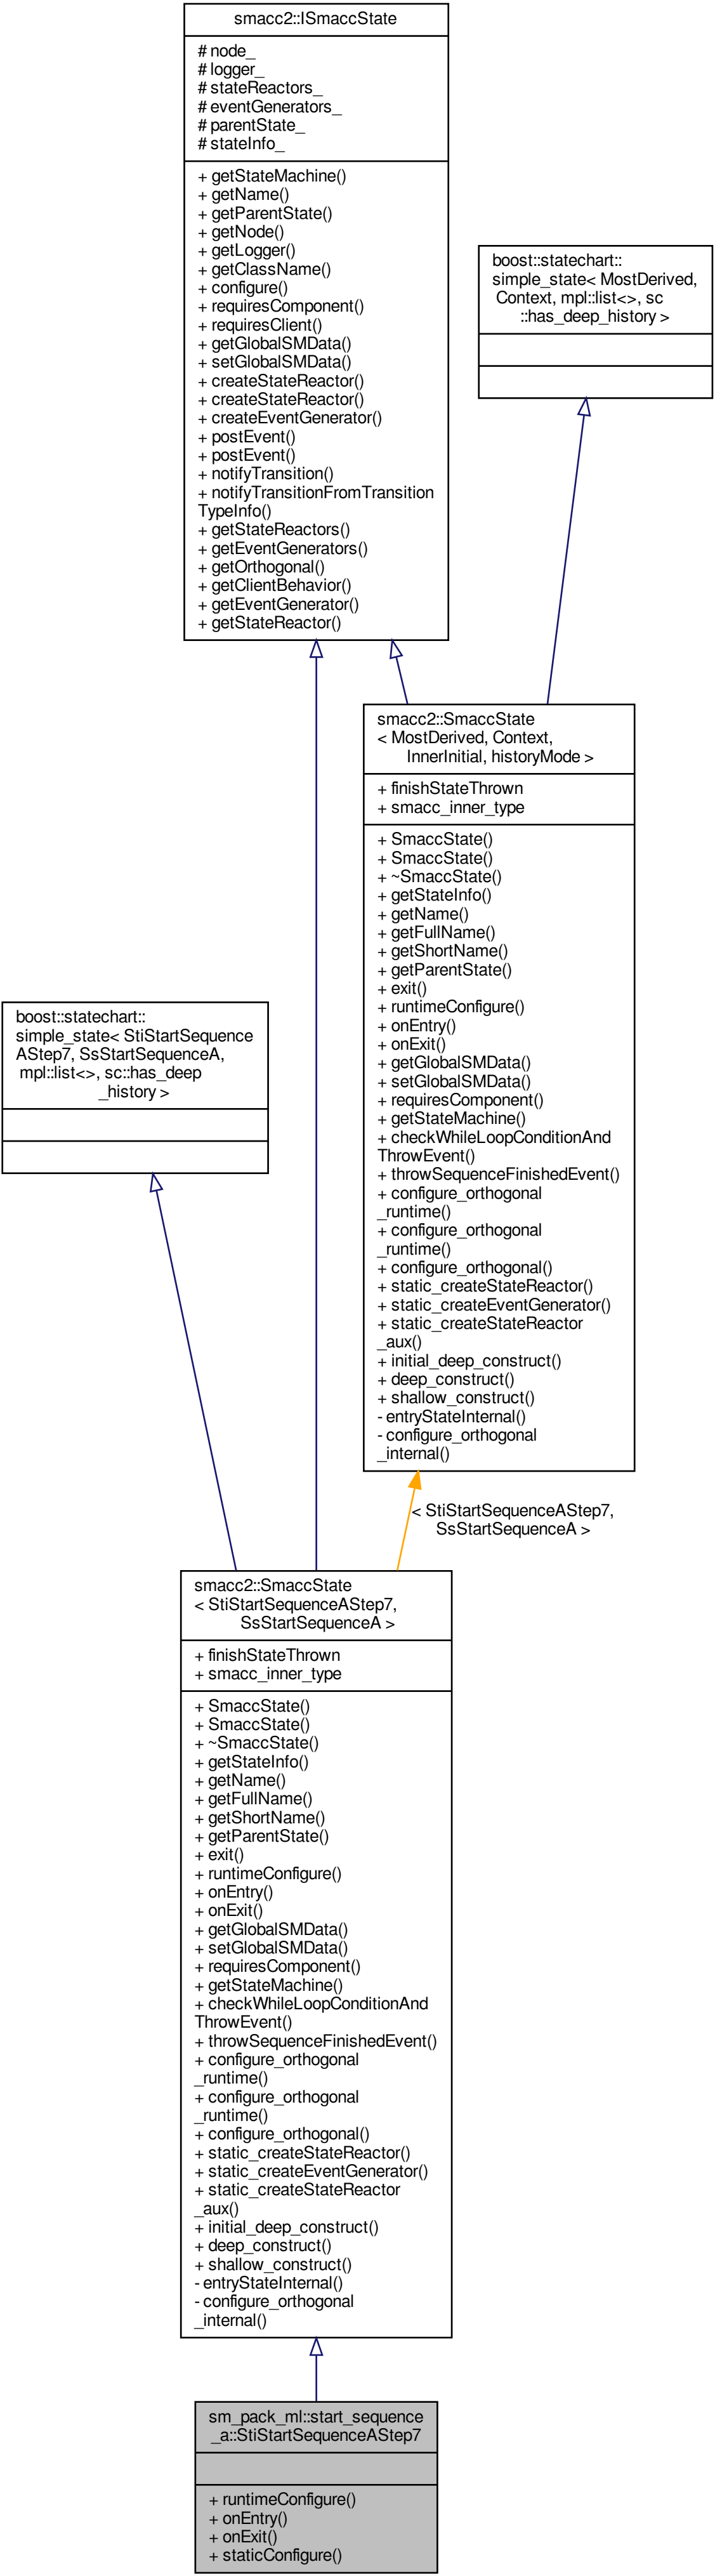 smacc2::ISmaccState
# node_
# logger_
# stateReactors_
# eventGenerators_
# parentState_
# stateInfo_
+ getStateMachine()
+ getName()
+ getParentState()
+ getNode()
+ getLogger()
+ getClassName()
+ configure()
+ requiresComponent()
+ requiresClient()
+ getGlobalSMData()
+ setGlobalSMData()
+ createStateReactor()
+ createStateReactor()
+ createEventGenerator()
+ postEvent()
+ postEvent()
+ notifyTransition()
+ notifyTransitionFromTransition
TypeInfo()
+ getStateReactors()
+ getEventGenerators()
+ getOrthogonal()
+ getClientBehavior()
+ getEventGenerator()
+ getStateReactor()
boost::statechart::
simple_state< MostDerived,
Context, mpl::list<>, sc
::has_deep_history >
smacc2::SmaccState
< MostDerived, Context,
InnerInitial, historyMode >
+ finishStateThrown
+ smacc_inner_type
+ SmaccState()
+ SmaccState()
+ ~SmaccState()
+ getStateInfo()
+ getName()
+ getFullName()
+ getShortName()
+ getParentState()
+ exit()
+ runtimeConfigure()
+ onEntry()
+ onExit()
+ getGlobalSMData()
+ setGlobalSMData()
+ requiresComponent()
+ getStateMachine()
+ checkWhileLoopConditionAnd
ThrowEvent()
+ throwSequenceFinishedEvent()
+ configure_orthogonal
_runtime()
+ configure_orthogonal
_runtime()
+ configure_orthogonal()
+ static_createStateReactor()
+ static_createEventGenerator()
+ static_createStateReactor
_aux()
+ initial_deep_construct()
+ deep_construct()
+ shallow_construct()
- entryStateInternal()
- configure_orthogonal
_internal()
boost::statechart::
simple_state< StiStartSequence
AStep7, SsStartSequenceA,
mpl::list<>, sc::has_deep
_history >
< StiStartSequenceAStep7,
SsStartSequenceA >
smacc2::SmaccState
< StiStartSequenceAStep7,
SsStartSequenceA >
+ finishStateThrown
+ smacc_inner_type
+ SmaccState()
+ SmaccState()
+ ~SmaccState()
+ getStateInfo()
+ getName()
+ getFullName()
+ getShortName()
+ getParentState()
+ exit()
+ runtimeConfigure()
+ onEntry()
+ onExit()
+ getGlobalSMData()
+ setGlobalSMData()
+ requiresComponent()
+ getStateMachine()
+ checkWhileLoopConditionAnd
ThrowEvent()
+ throwSequenceFinishedEvent()
+ configure_orthogonal
_runtime()
+ configure_orthogonal
_runtime()
+ configure_orthogonal()
+ static_createStateReactor()
+ static_createEventGenerator()
+ static_createStateReactor
_aux()
+ initial_deep_construct()
+ deep_construct()
+ shallow_construct()
- entryStateInternal()
- configure_orthogonal
_internal()
sm_pack_ml::start_sequence
_a::StiStartSequenceAStep7
+ runtimeConfigure()
+ onEntry()
+ onExit()
+ staticConfigure()